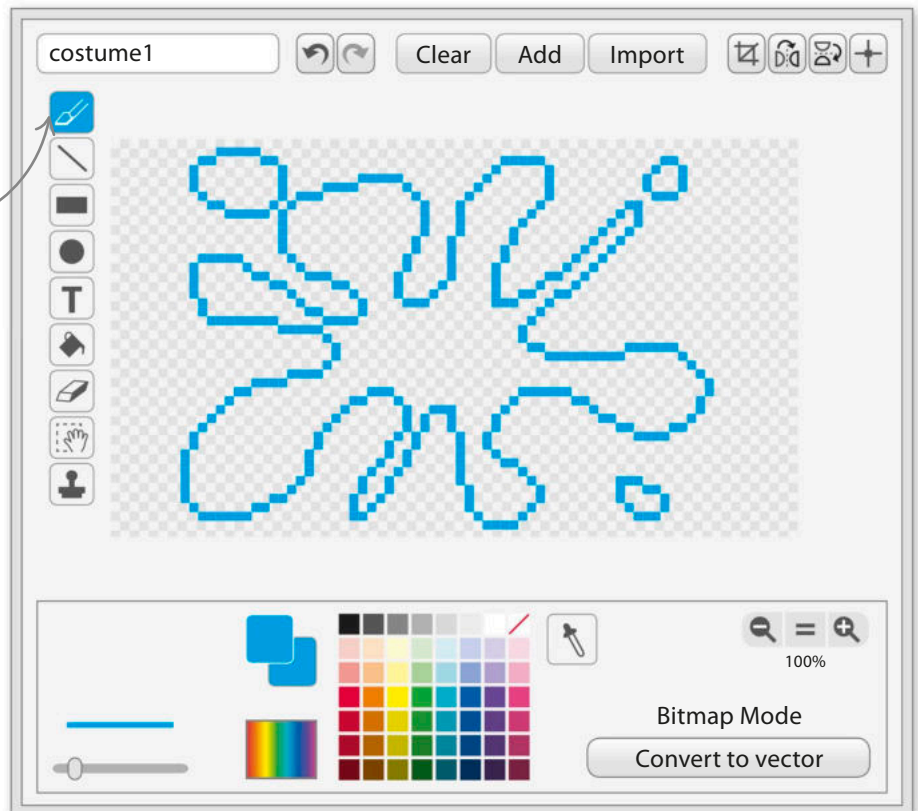 costume1
Clear
Add
Import
T
100%
Bitmap Mode
Convert to vector